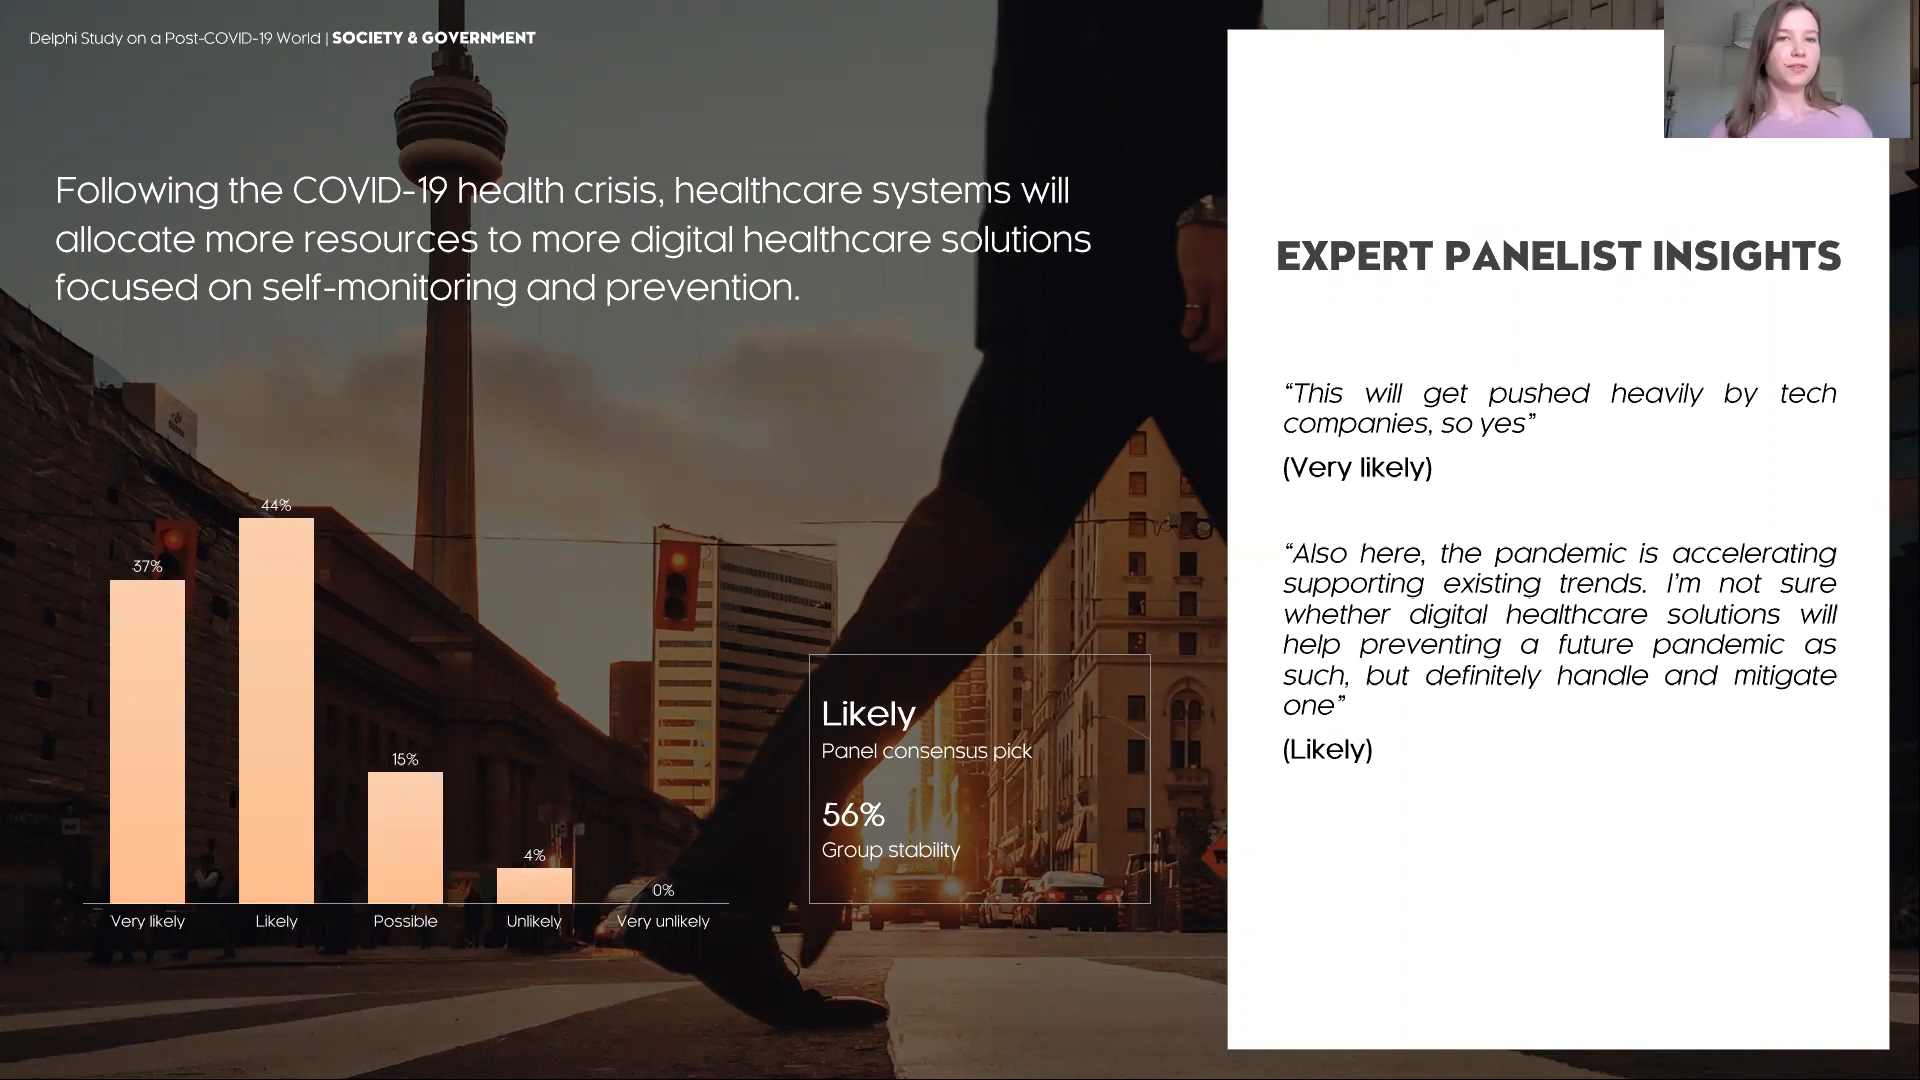 Delphi Study on a Post-COVID-19 World | SOCIETY & GOVERNMENT
Following the COVID-19 health crisis, healthcare systems will
allocate more resources to more digital healthcare solutions
focused on self-monitoring and prevention.
44%
37%
15%
4%
0%
Very likely
Likely
Possible
Unlikely
Very unlikely
Likely
Panel consensus pick
56%
Group stability
EXPERT PANELIST INSIGHTS
“This will get pushed heavily by tech
companies, so yes”
(Very likely)
“Also here, the pandemic is accelerating
supporting existing trends. I’m not sure
whether digital healthcare solutions will
help preventing a future pandemic as
such, but definitely handle and mitigate
one”
(Likely)